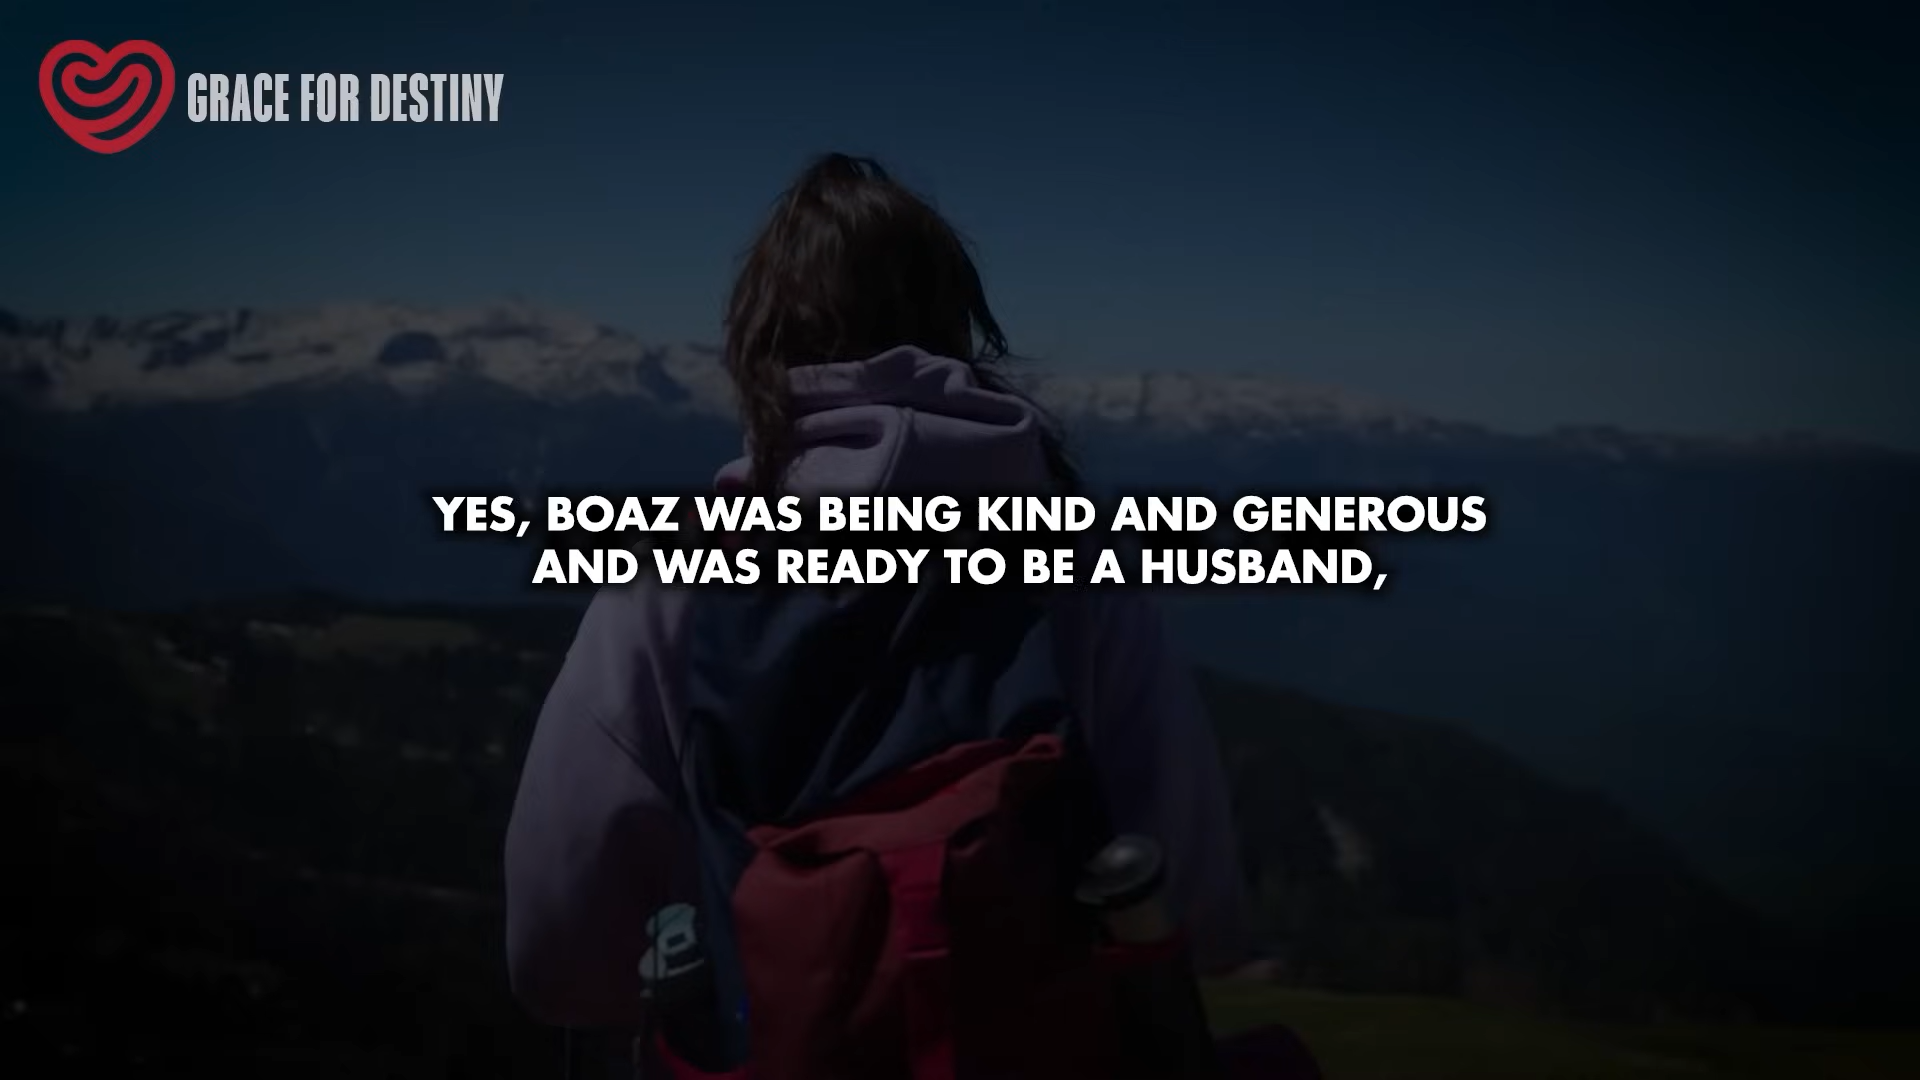 GRACE FOR DESTINY
YES, BOAZ WAS BEING KIND AND GENEROUS
AND WAS READY TO BE A HUSBAND,